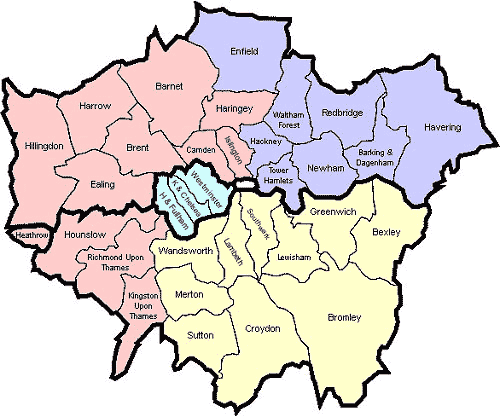 Enfield
Barnet
Harrow
Haringey
Waltham
Forest
Redbridge
Havering
Hillingdon
Brent
Camden
Islington
Hackney
Barking &
Dagenham
Ealing
Tower
Hamlets
Newham
Westminster
K & Chelsea
H & Fulham
Heathrow
Hounslow
Richmond Upon
Thames
Wandsworth
Lambeth
Southwark
Greenwich
Bexley
Lewisham
Kingston
Upon
Thames
Merton
Sutton
Croydon
Bromley